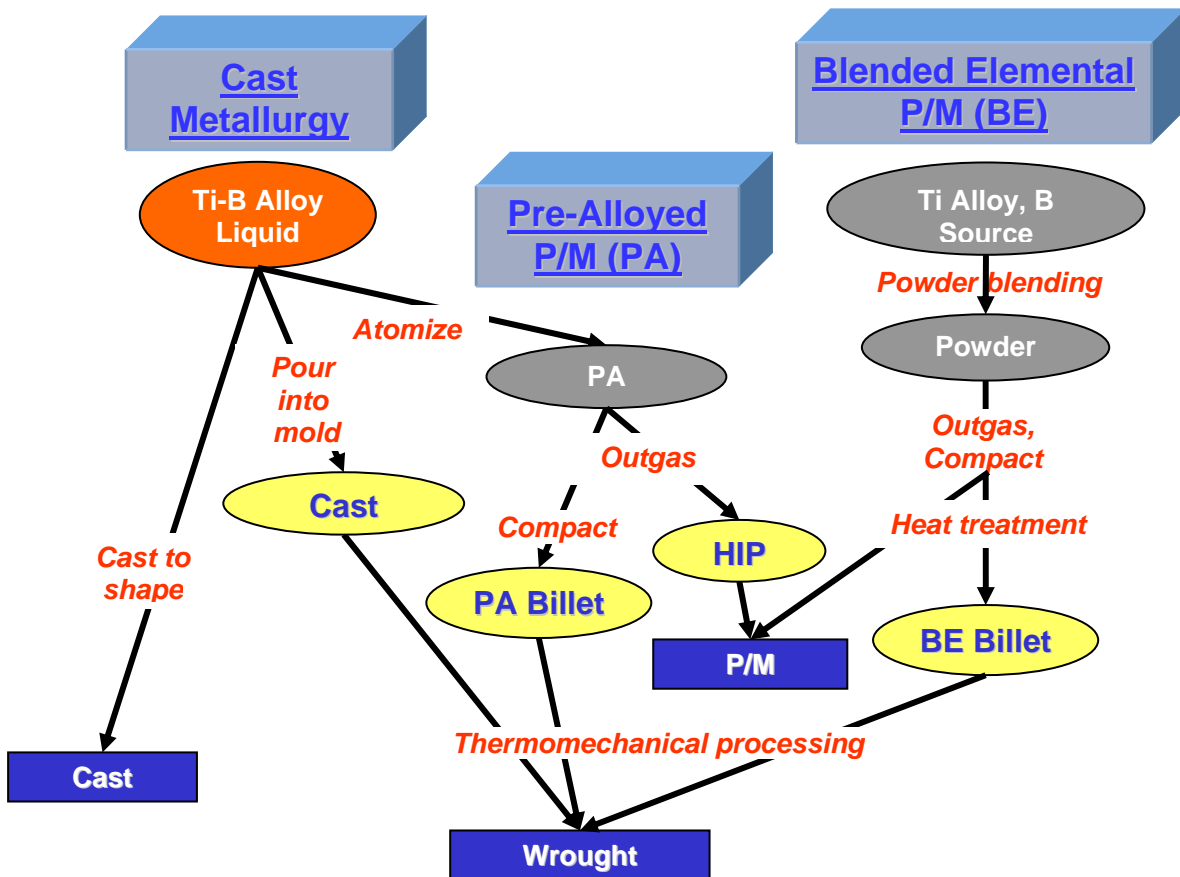 Cast
Metallurgy
Blended Elemental
P/M (BE)
Ti-B Alloy
Liquid
Pre-Alloyed
P/M (PA)
Ti Alloy, B
Source
Powder blending
Atomize
Powder
Pour
into
mold
PA
Outgas
Outgas,
Compact
Cast
Compact
Heat treatment
HIP
Cast to
shape
PA Billet
BE Billet
P/M
Thermomechanical processing
Cast
Wrought